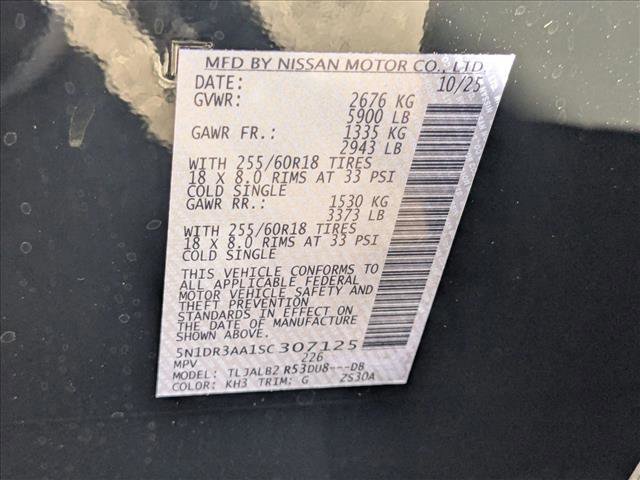 MFD BY NISSAN MOTOR CO., LTD
DATE: 10/25
GVWR: 2676 KG
5900 LB
GAWR FR.: 1335 KG
2943 LB
WITH 255/60R18 TIRES
18 X 8.0 RIMS AT 33 PSI
COLD SINGLE
GAWR RR.: 1530 KG
3373 LB
WITH 255/60R18 TIRES
18 X 8.0 RIMS AT 33 PSI
COLD SINGLE
THIS VEHICLE CONFORMS TO
ALL APPLICABLE FEDERAL
MOTOR VEHICLE SAFETY AND
THEFT PREVENTION
STANDARDS IN EFFECT ON
THE DATE OF MANUFACTURE
SHOWN ABOVE.
5N1DR3AA1SC307125
MPV 226
MODEL: TLJALB2 R53DU8---DB
COLOR: KH3 TRIM: G 2S30A